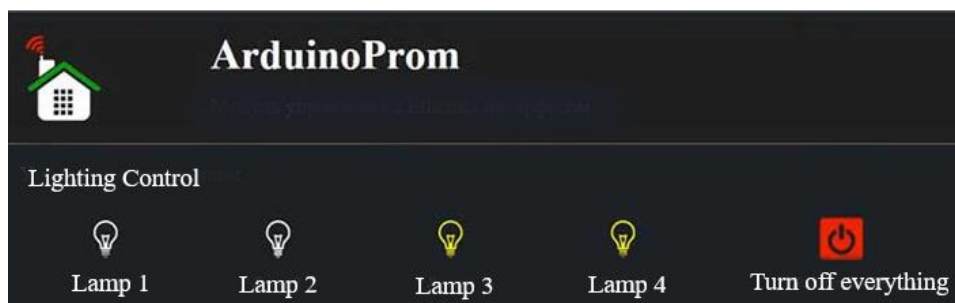 ArduinoProm
Lighting Control
Lamp 1
Lamp 2
Lamp 3
Lamp 4
Turn off everything